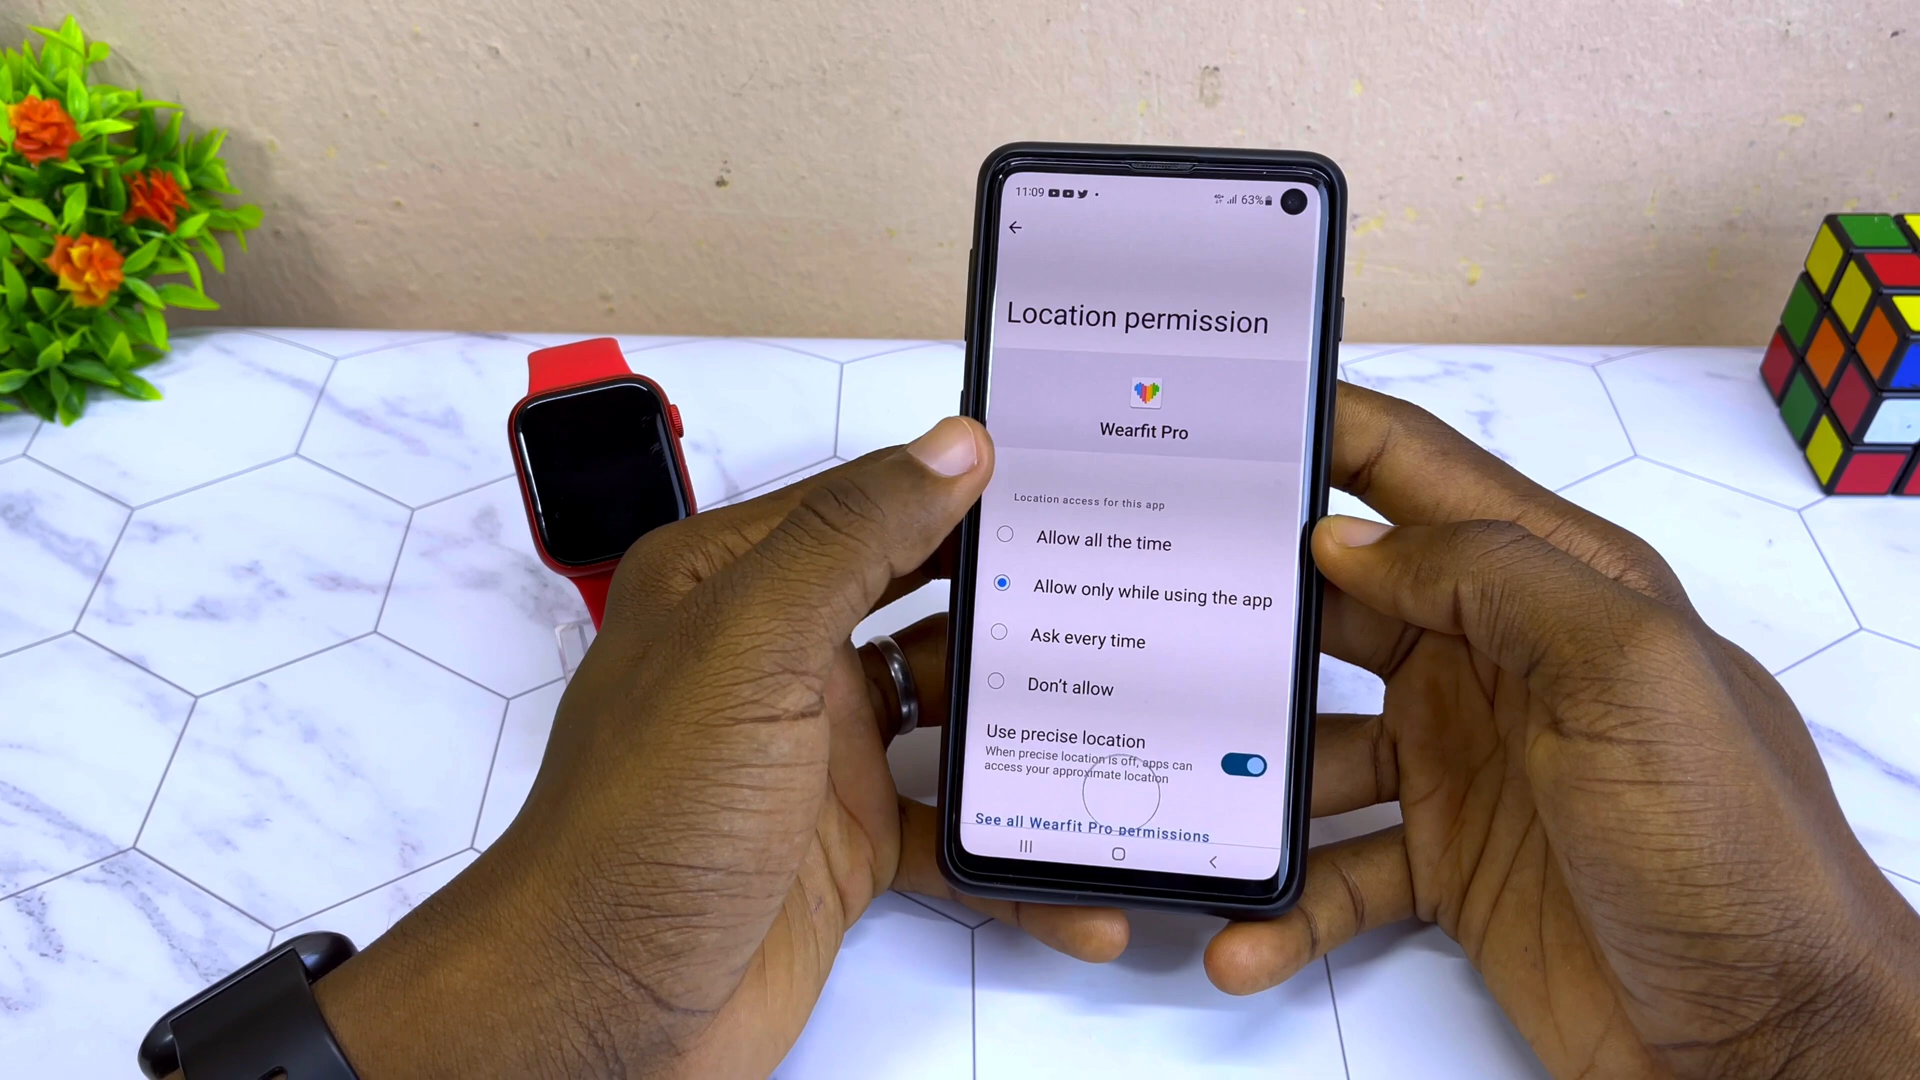 11:09
63%
Location permission
Wearfit Pro
Location access for this app
Allow all the time
Allow only while using the app
Ask every time
Don't allow
Use precise location
When precise location is off, apps can
access your approximate location
See all Wearfit Pro permissions